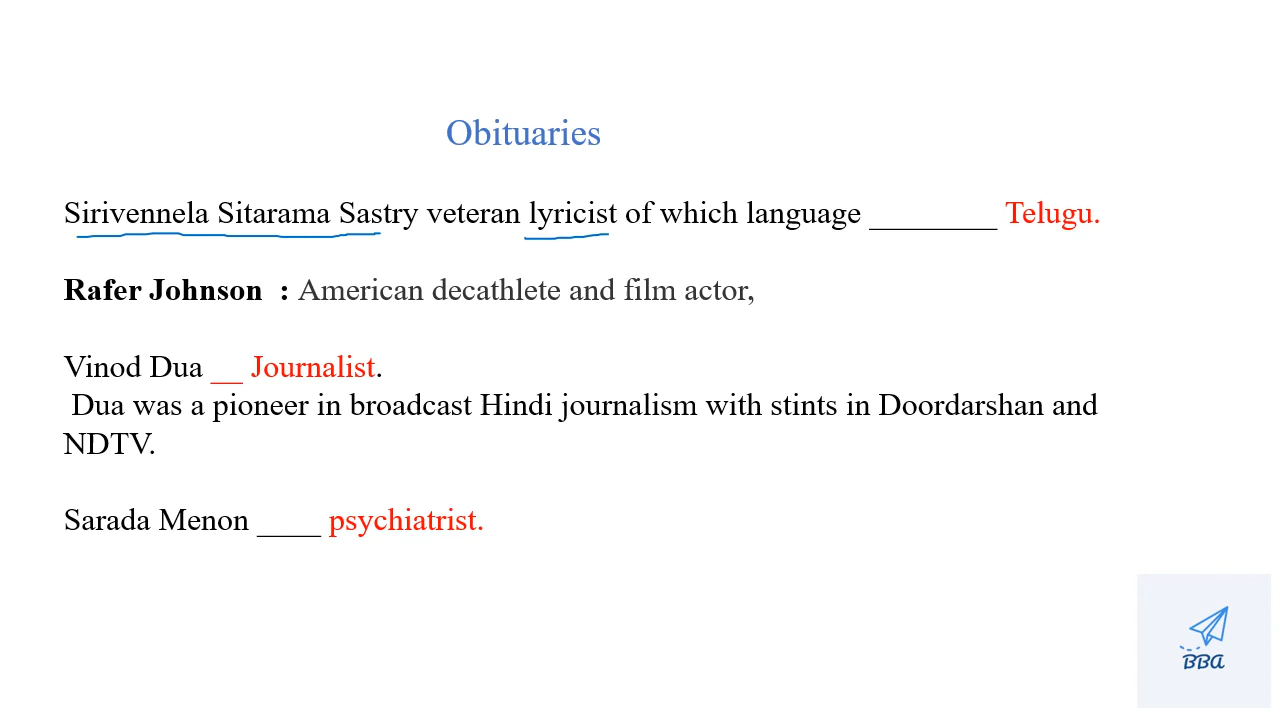 Obituaries
Sirivennela Sitarama Sastry veteran lyricist of which language ________ Telugu.
Rafer Johnson : American decathlete and film actor,
Vinod Dua __ Journalist.
Dua was a pioneer in broadcast Hindi journalism with stints in Doordarshan and
NDTV.
Sarada Menon ____ psychiatrist.
BBA